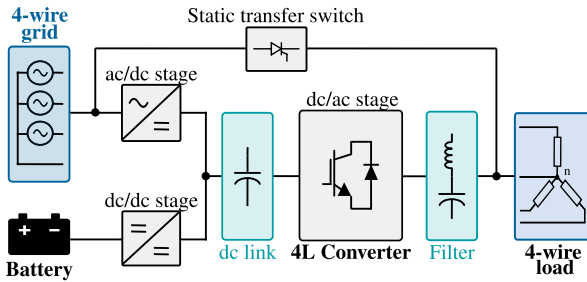 4-wire
grid
Static transfer switch
ac/dc stage
dc/ac stage
n
dc/dc stage
+ −
Battery
dc link
4L Converter
Filter
4-wire
load